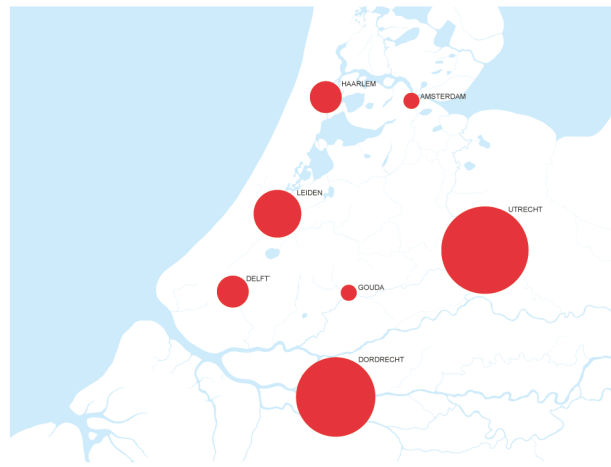 HAARLEM
AMSTERDAM
LEIDEN
UTRECHT
DELFT
GOUDA
DORDRECHT